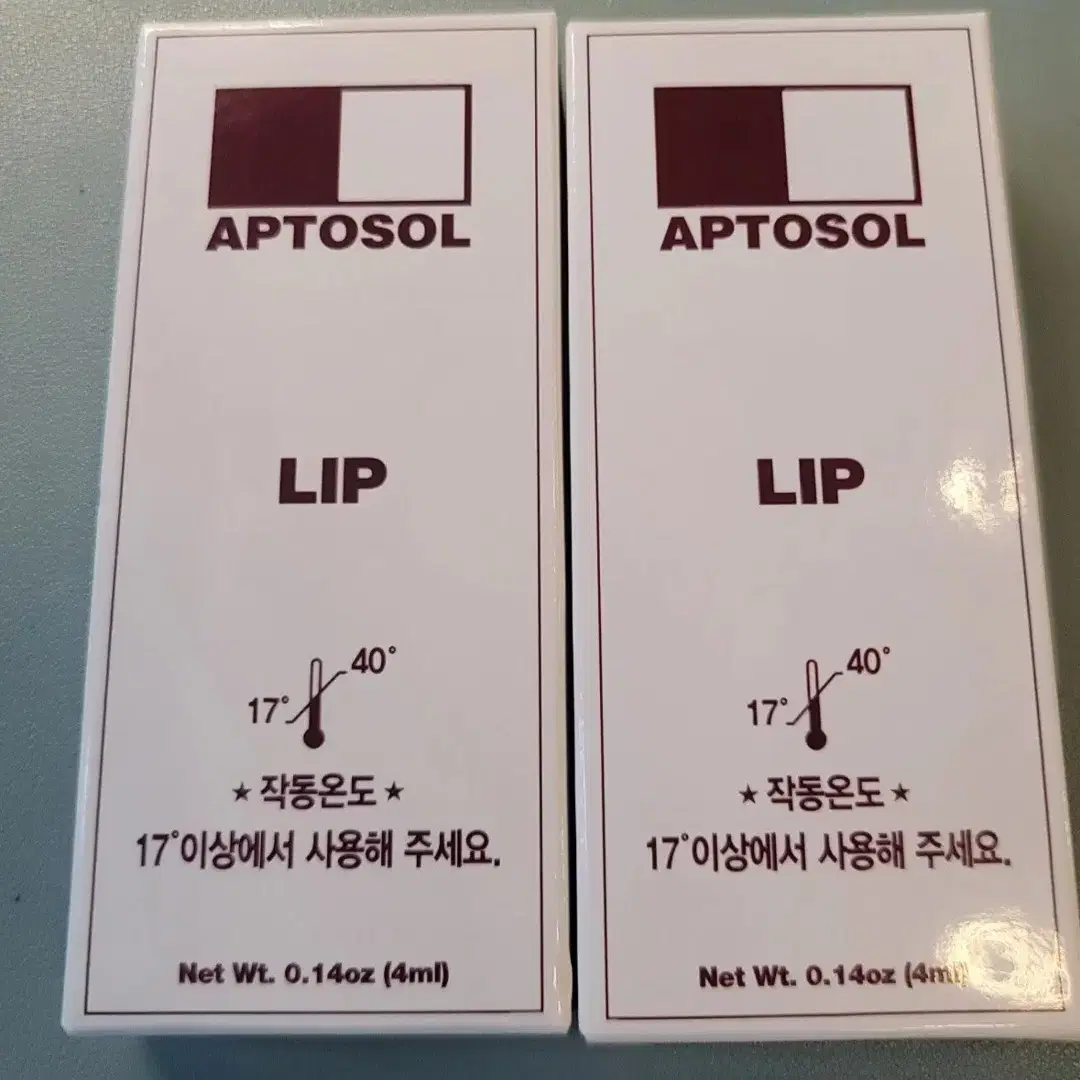 APTOSOL
LIP
40°
17°
★ 작동온도 ★
17°이상에서 사용해 주세요.
Net Wt. 0.14oz (4ml)
APTOSOL
LIP
40°
17°
★ 작동온도 ★
17°이상에서 사용해 주세요.
Net Wt. 0.14oz (4ml)